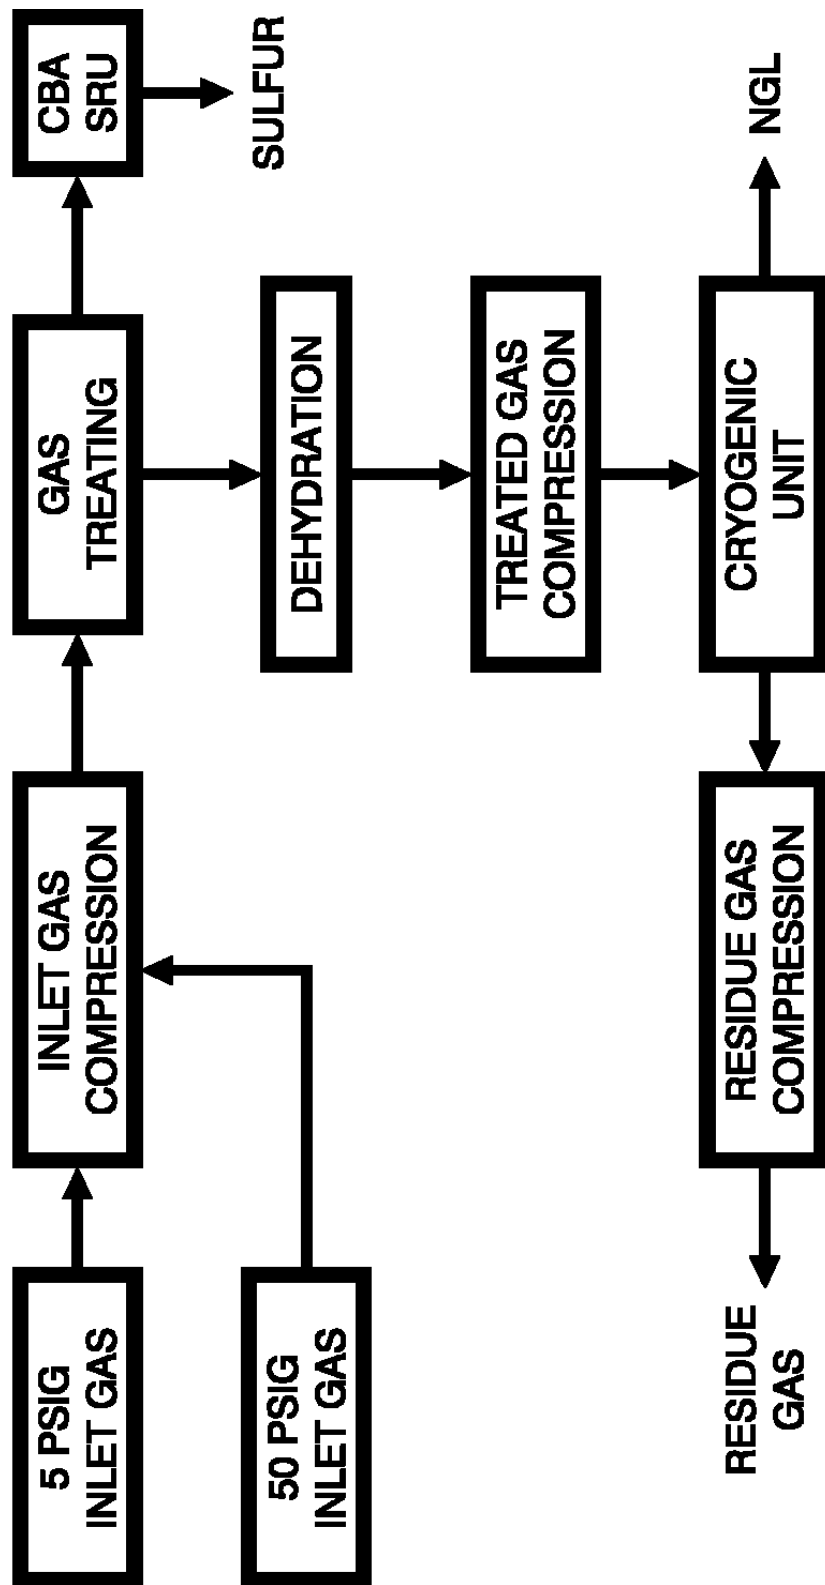 5 PSIG
INLET GAS
INLET GAS
COMPRESSION
GAS
TREATING
CBA
SRU
SULFUR
50 PSIG
INLET GAS
DEHYDRATION
TREATED GAS
COMPRESSION
RESIDUE
GAS
RESIDUE GAS
COMPRESSION
CRYOGENIC
UNIT
NGL